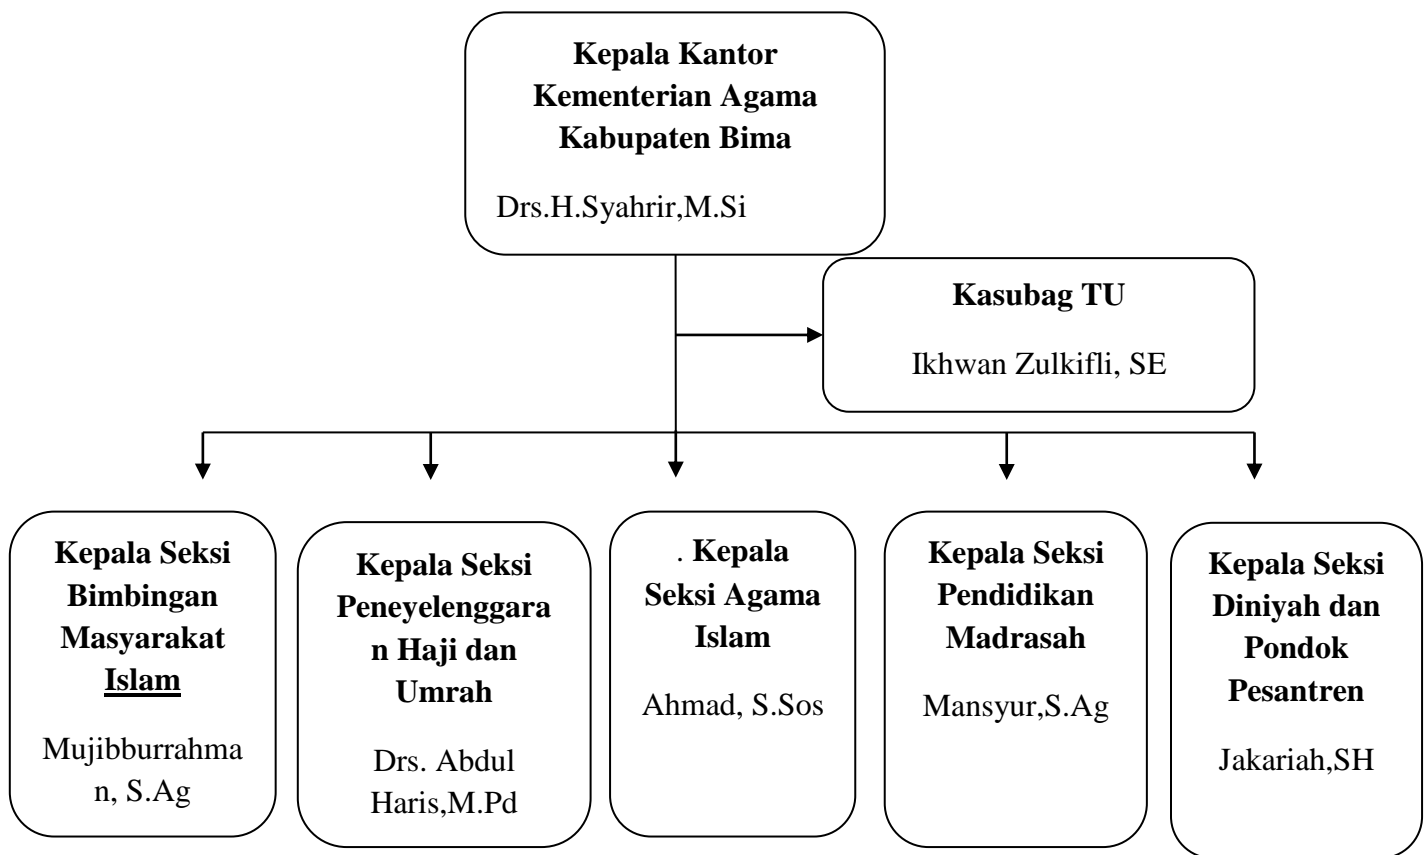 Kepala Kantor
Kementerian Agama
Kabupaten Bima
Drs.H.Syahrir,M.Si
Kasubag TU
Ikhwan Zulkifli, SE
Kepala Seksi
Bimbingan
Masyarakat
Islam
Mujibburrahma
n, S.Ag
Kepala Seksi
Peneyelenggara
n Haji dan
Umrah
Drs. Abdul
Haris,M.Pd
. Kepala
Seksi Agama
Islam
Ahmad, S.Sos
Kepala Seksi
Pendidikan
Madrasah
Mansyur,S.Ag
Kepala Seksi
Diniyah dan
Pondok
Pesantren
Jakariah,SH